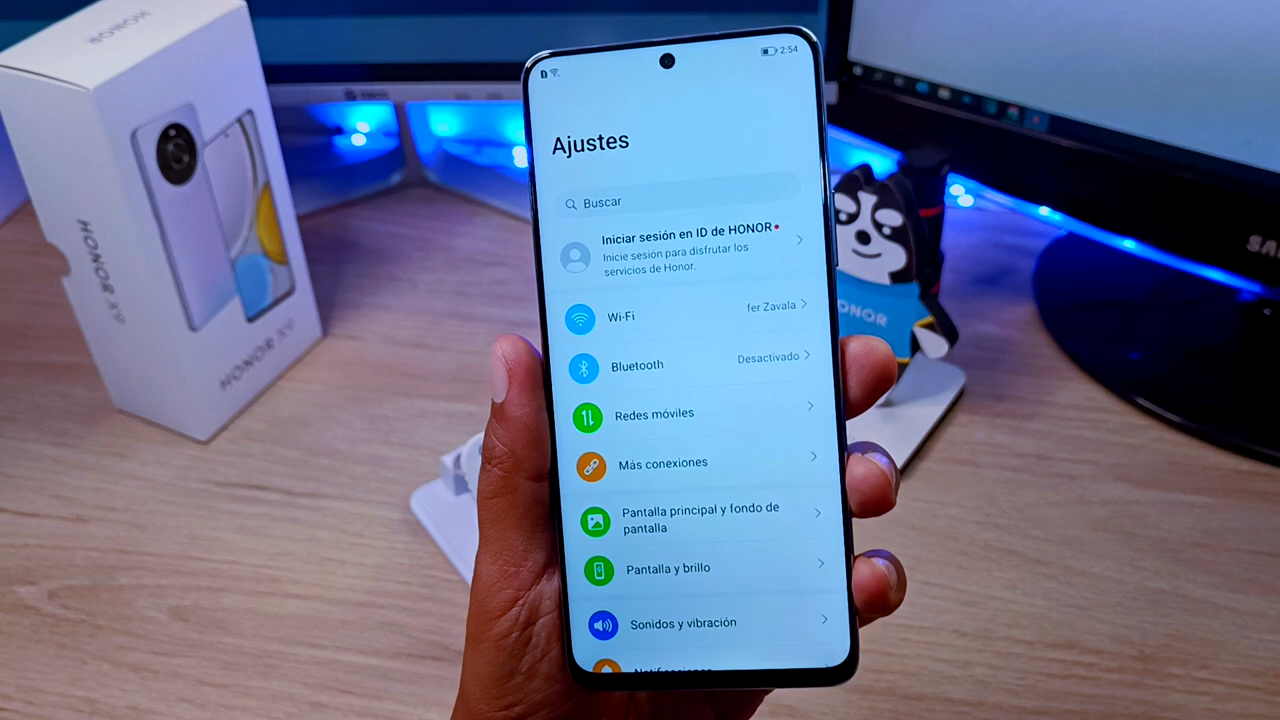 HONOR
HONOR X9
HONOR X9
2:54
Ajustes
Buscar
Iniciar sesión en ID de HONOR
Inicie sesión para disfrutar los
servicios de Honor.
Wi-Fi
fer Zavala
Bluetooth
Desactivado
Redes móviles
Más conexiones
Pantalla principal y fondo de
pantalla
Pantalla y brillo
Sonidos y vibración
Notificaciones
HONOR